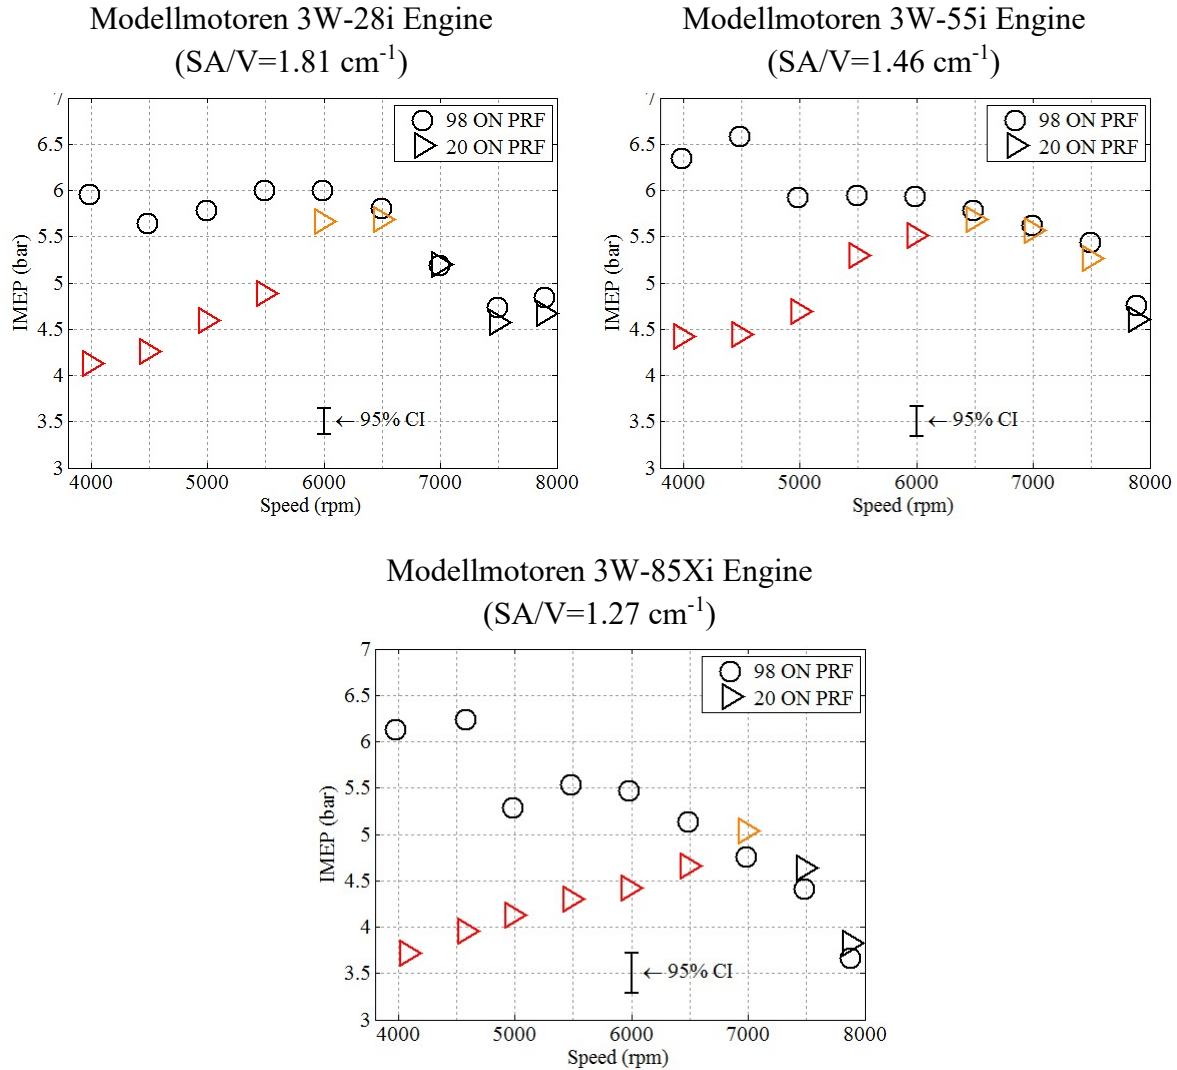 Modellmotoren 3W-28i Engine
(SA/V=1.81 cm-1)
7
6.5
6
5.5
5
4.5
4
3.5
3
IMEP (bar)
98 ON PRF
20 ON PRF
← 95% CI
4000 5000 6000 7000 8000
Speed (rpm)
Modellmotoren 3W-55i Engine
(SA/V=1.46 cm-1)
7
6.5
6
5.5
5
4.5
4
3.5
3
IMEP (bar)
98 ON PRF
20 ON PRF
← 95% CI
4000 5000 6000 7000 8000
Speed (rpm)
Modellmotoren 3W-85Xi Engine
(SA/V=1.27 cm-1)
7
6.5
6
5.5
5
4.5
4
3.5
3
IMEP (bar)
98 ON PRF
20 ON PRF
← 95% CI
4000 5000 6000 7000 8000
Speed (rpm)